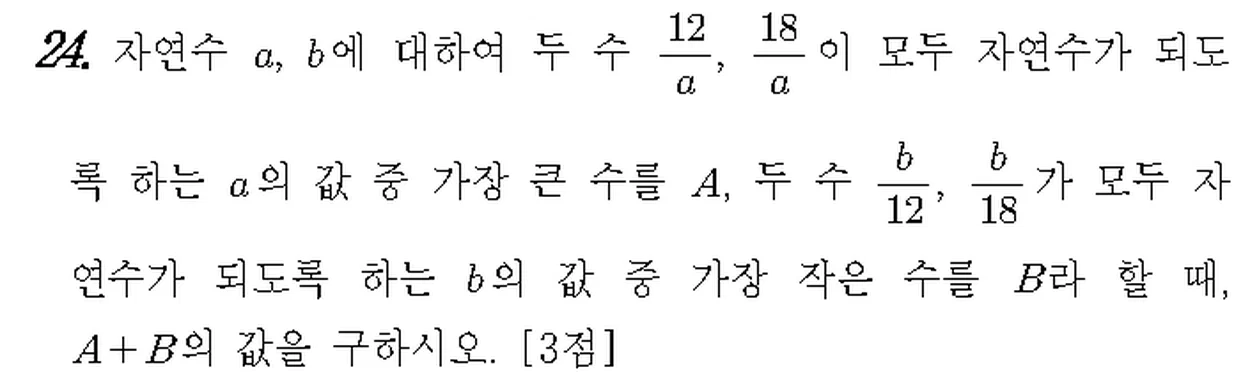 24. 자연수 a, b에 대하여 두 수 12/a, 18/a이 모두 자연수가 되도
록 하는 a의 값 중 가장 큰 수를 A, 두 수 b/12, b/18가 모두 자
연수가 되도록 하는 b의 값 중 가장 작은 수를 B라 할 때,
A+B의 값을 구하시오. [3점]